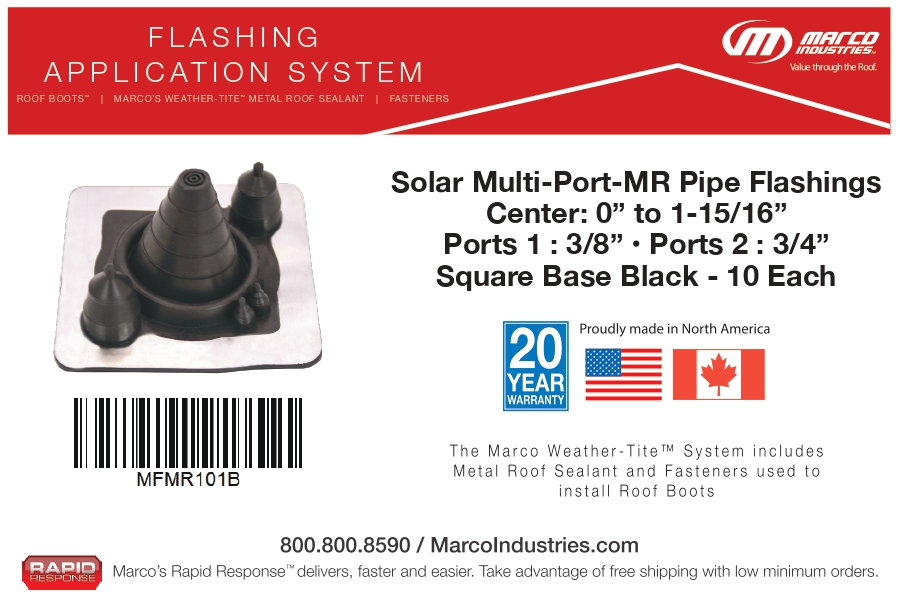 FLASHING
APPLICATION SYSTEM
ROOF BOOTS™ | MARCO'S WEATHER-TITE™ METAL ROOF SEALANT | FASTENERS
MARCO
INDUSTRIES™
Value through the Roof.
Solar Multi-Port-MR Pipe Flashings
Center: 0” to 1-15/16”
Ports 1 : 3/8” • Ports 2 : 3/4”
Square Base Black - 10 Each
20
YEAR
WARRANTY
Proudly made in North America
MFMR101B
The Marco Weather-Tite™ System includes
Metal Roof Sealant and Fasteners used to
install Roof Boots
800.800.8590 / MarcoIndustries.com
RAPID
RESPONSE
Marco’s Rapid Response™ delivers, faster and easier. Take advantage of free shipping with low minimum orders.